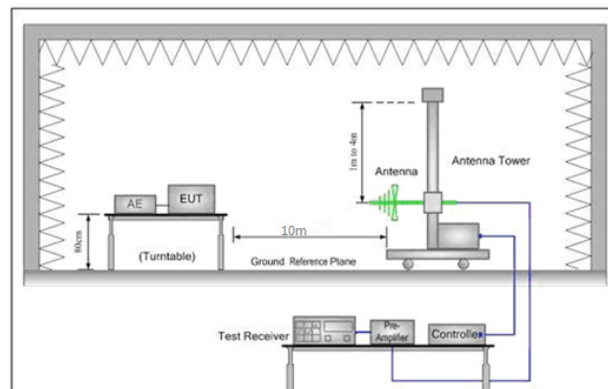 1m to 4m
Antenna
Antenna Tower
AE
EUT
80cm
(Turntable)
10m
Ground Reference Plane
Test Receiver
Pre-
Amplifier
Controller